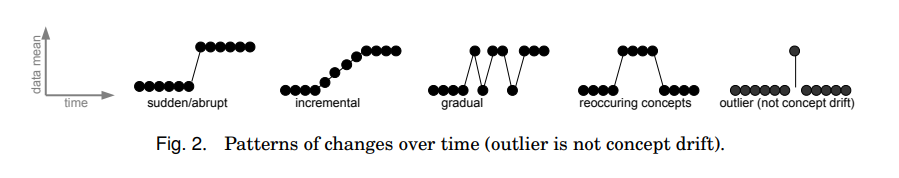 data mean
time
sudden/abrupt
incremental
gradual
reoccuring concepts
outlier (not concept drift)
Fig. 2. Patterns of changes over time (outlier is not concept drift).